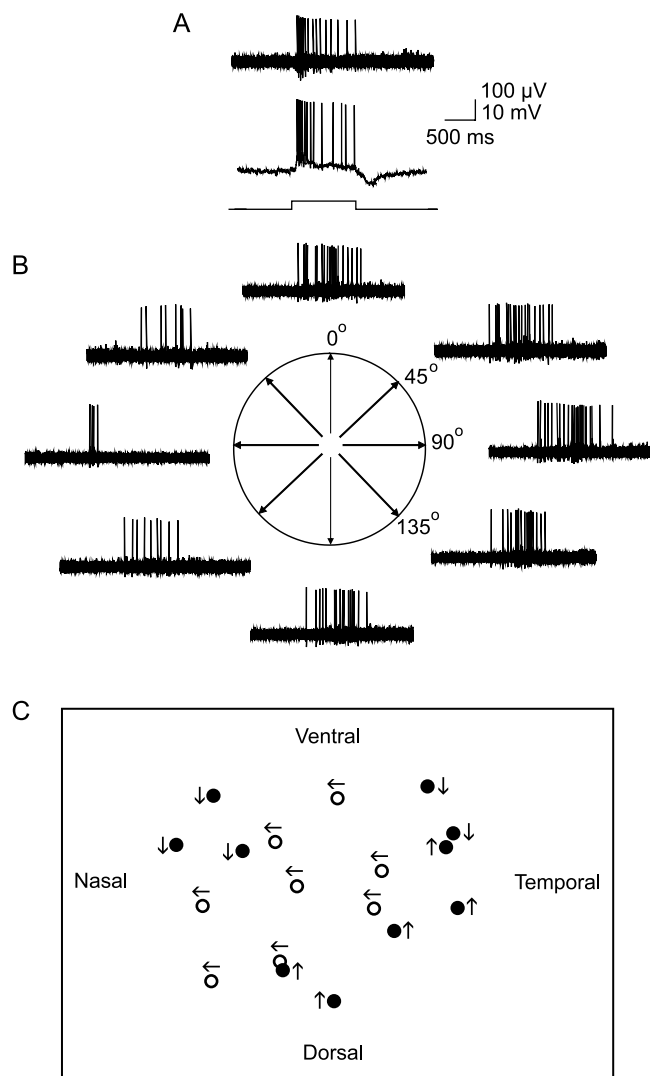 A
100 µV
10 mV
500 ms
B
0°
45°
90°
135°
C
Ventral
Nasal
Temporal
Dorsal